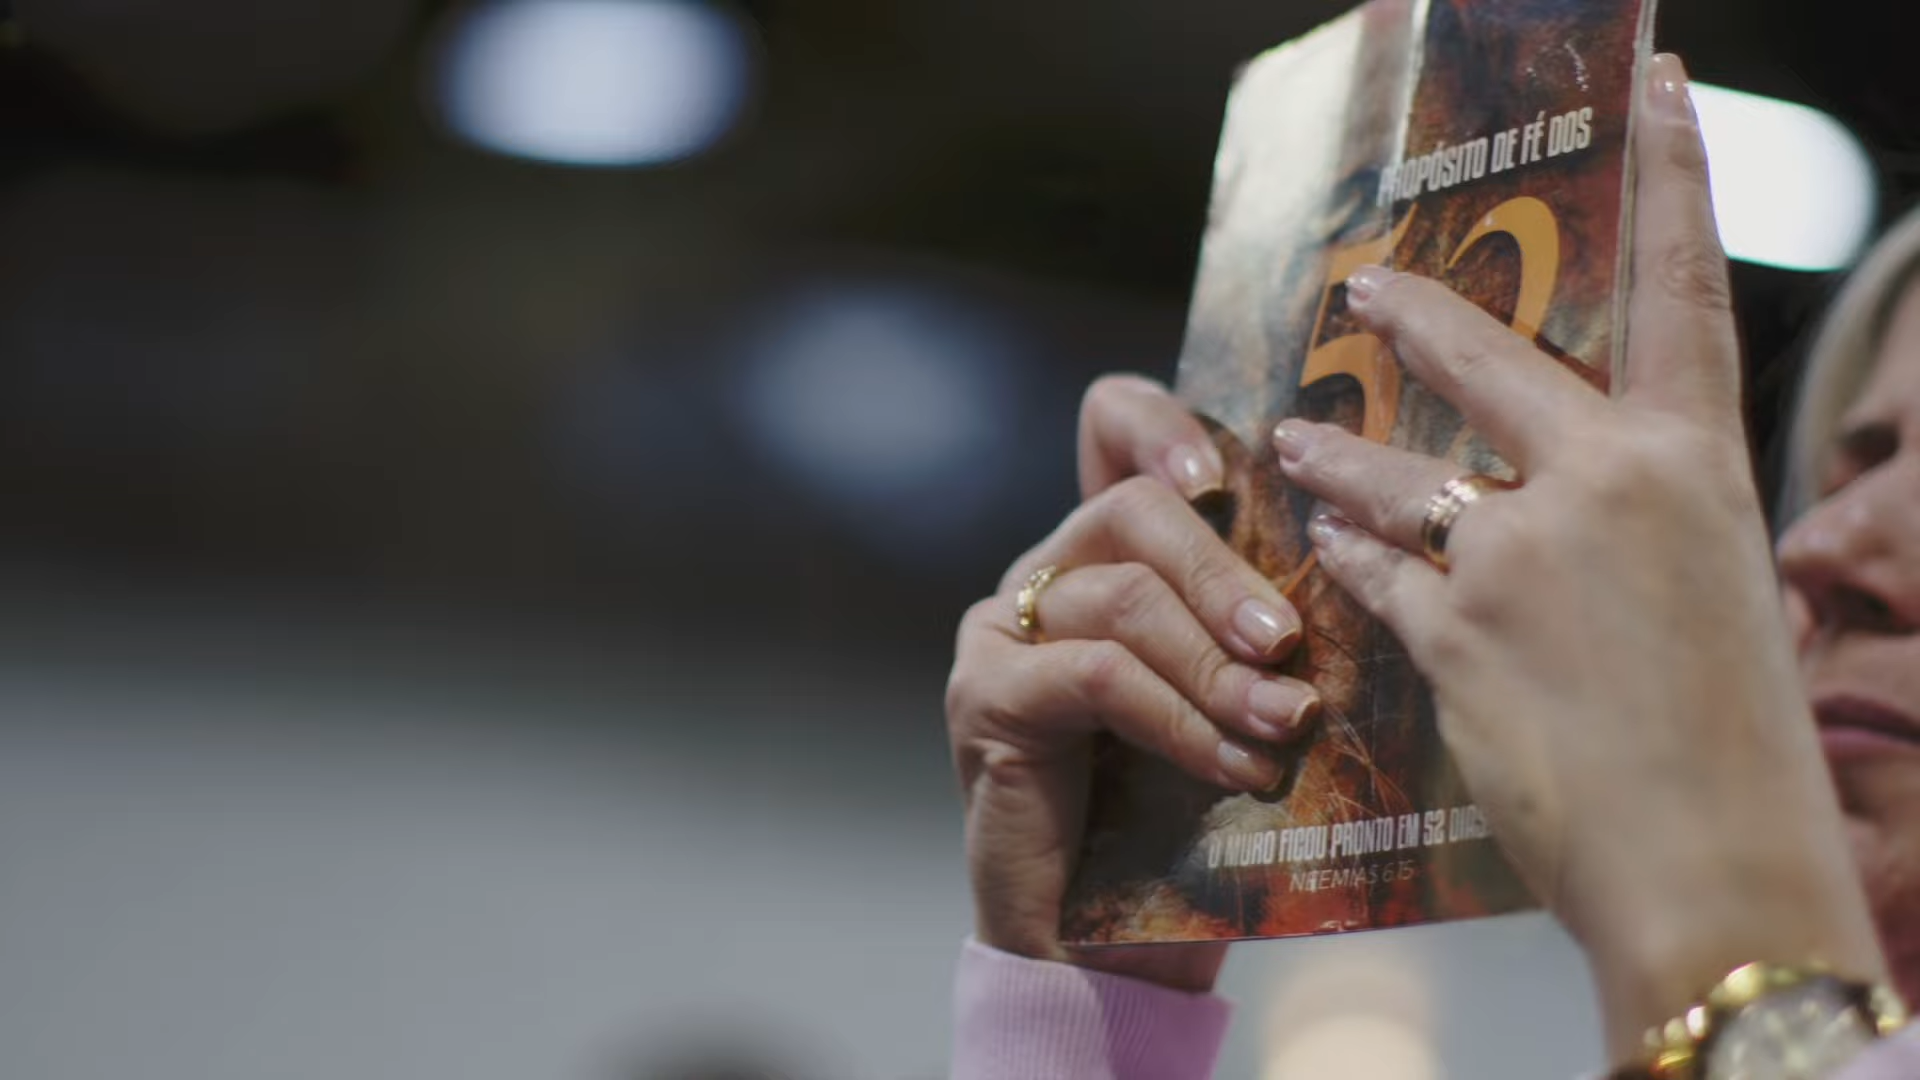 PROPÓSITO DE FÉ DOS
52
O MURO FICOU PRONTO EM 52 DIAS
NEEMIAS 6:15